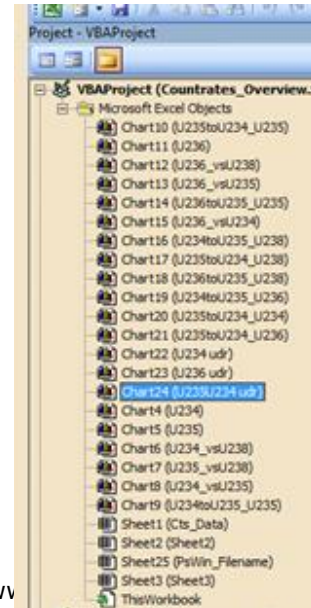 Project - VBAProject
VBAProject (Countrates_Overview.
Microsoft Excel Objects
Chart10 (U235toU234_U235)
Chart11 (U236)
Chart12 (U236_vsU238)
Chart13 (U236_vsU235)
Chart14 (U236toU235_U235)
Chart15 (U236_vsU234)
Chart16 (U234toU235_U238)
Chart17 (U235toU234_U238)
Chart18 (U236toU235_U238)
Chart19 (U234toU235_U236)
Chart20 (U235toU234_U234)
Chart21 (U235toU234_U236)
Chart22 (U234 udr)
Chart23 (U236 udr)
Chart24 (U235U234 udr)
Chart4 (U234)
Chart5 (U235)
Chart6 (U234_vsU238)
Chart7 (U235_vsU238)
Chart8 (U234_vsU235)
Chart9 (U234toU235_U235)
Sheet1 (Cts_Data)
Sheet2 (Sheet2)
Sheet25 (PsWin_Filename)
Sheet3 (Sheet3)
ThisWorkbook